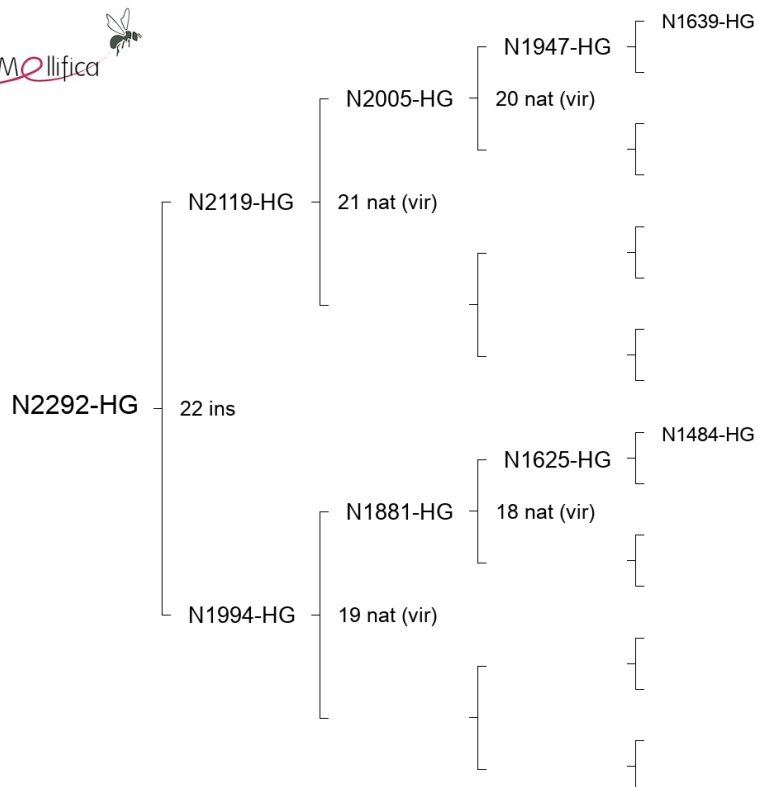 Mellifica
N1639-HG
N1947-HG
N2005-HG
20 nat (vir)
N2119-HG
21 nat (vir)
N2292-HG
22 ins
N1484-HG
N1625-HG
N1881-HG
18 nat (vir)
N1994-HG
19 nat (vir)